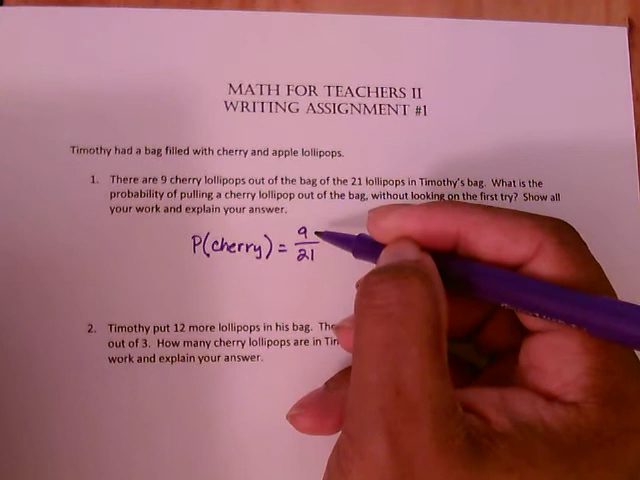 MATH FOR TEACHERS II
WRITING ASSIGNMENT #1
Timothy had a bag filled with cherry and apple lollipops.
1. There are 9 cherry lollipops out of the bag of the 21 lollipops in Timothy's bag. What is the
probability of pulling a cherry lollipop out of the bag, without looking on the first try? Show all
your work and explain your answer.
P(cherry) = 9/21
2. Timothy put 12 more lollipops in his bag. The
out of 3. How many cherry lollipops are in Tim
work and explain your answer.